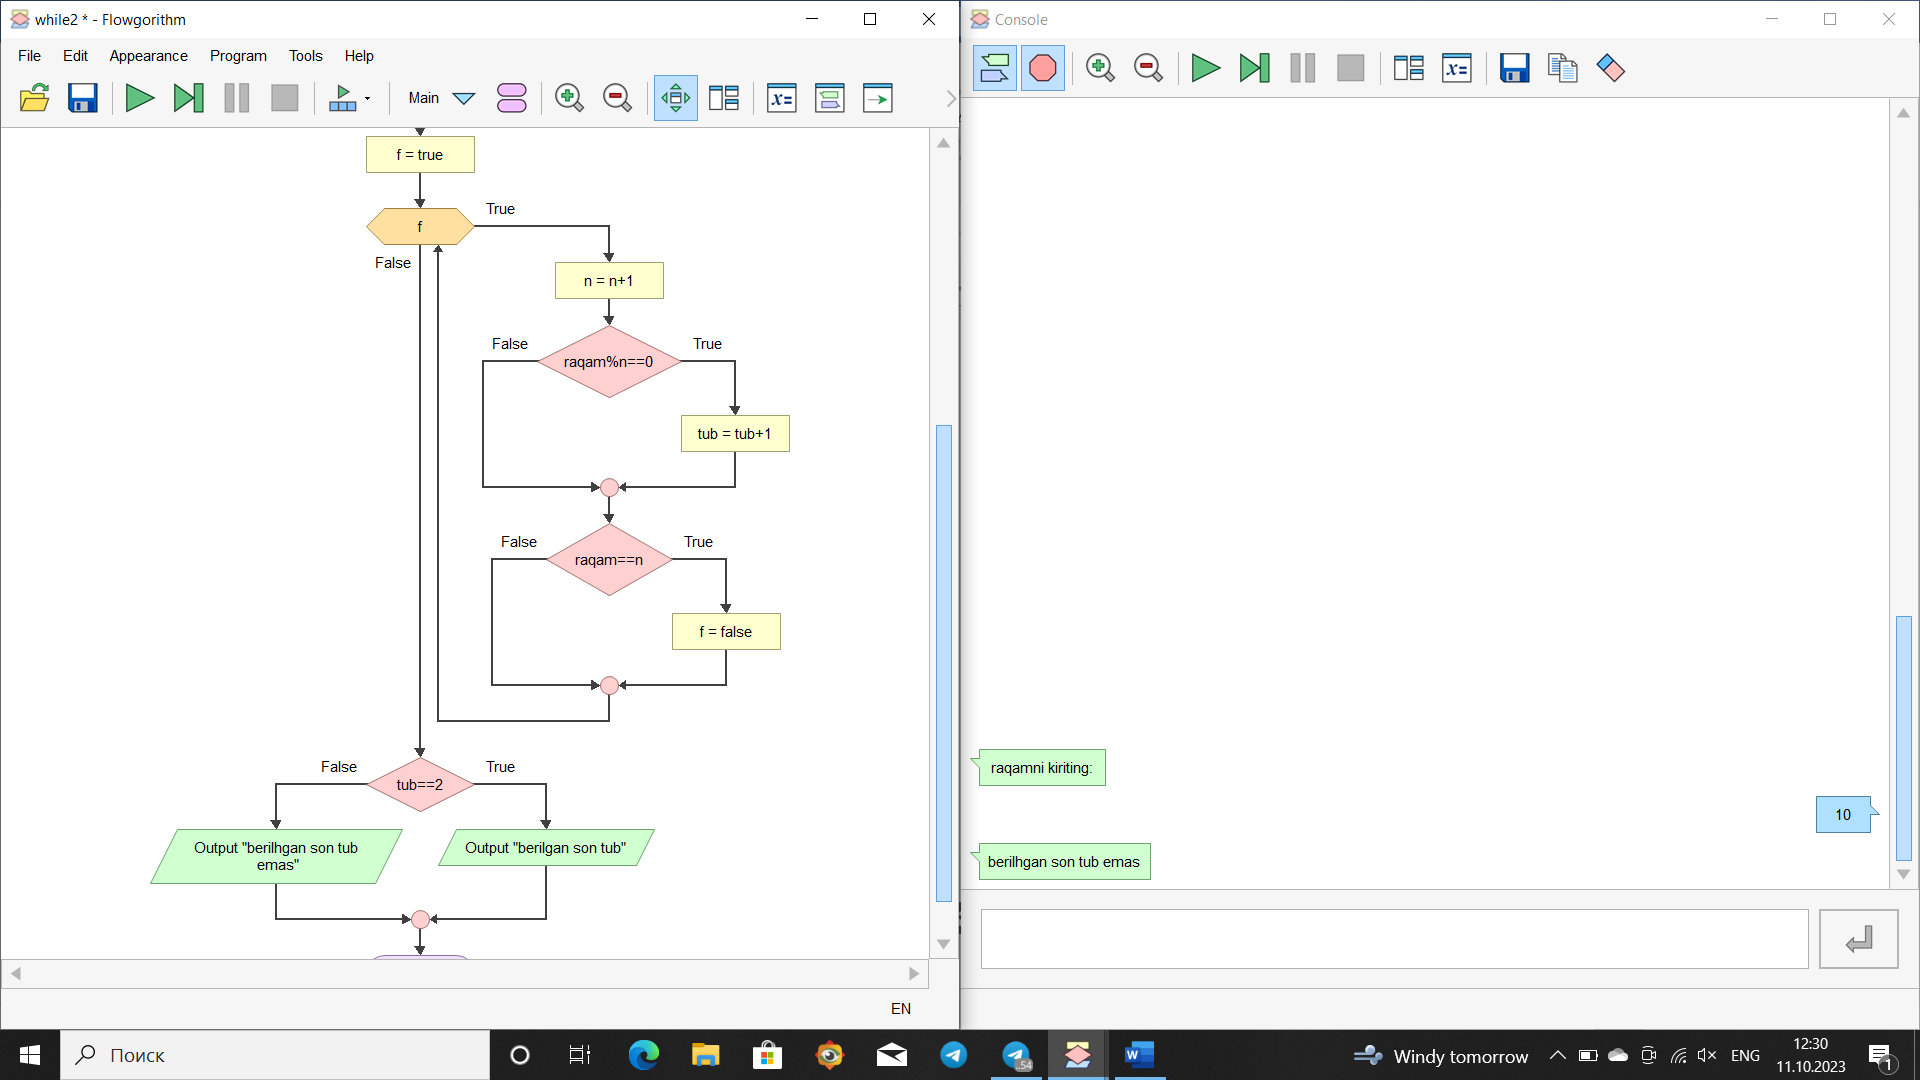 while2 * - Flowgorithm
File Edit Appearance Program Tools Help
Main
f = true
f
True
False
n = n+1
False
raqam%n==0
True
tub = tub+1
False
raqam==n
True
f = false
False
tub==2
True
Output "berilhgan son tub
emas"
Output "berilgan son tub"
EN
Console
x=
x=
raqamni kiriting:
10
berilhgan son tub emas
Поиск
.54
W
Windy tomorrow
ENG
12:30
11.10.2023
1